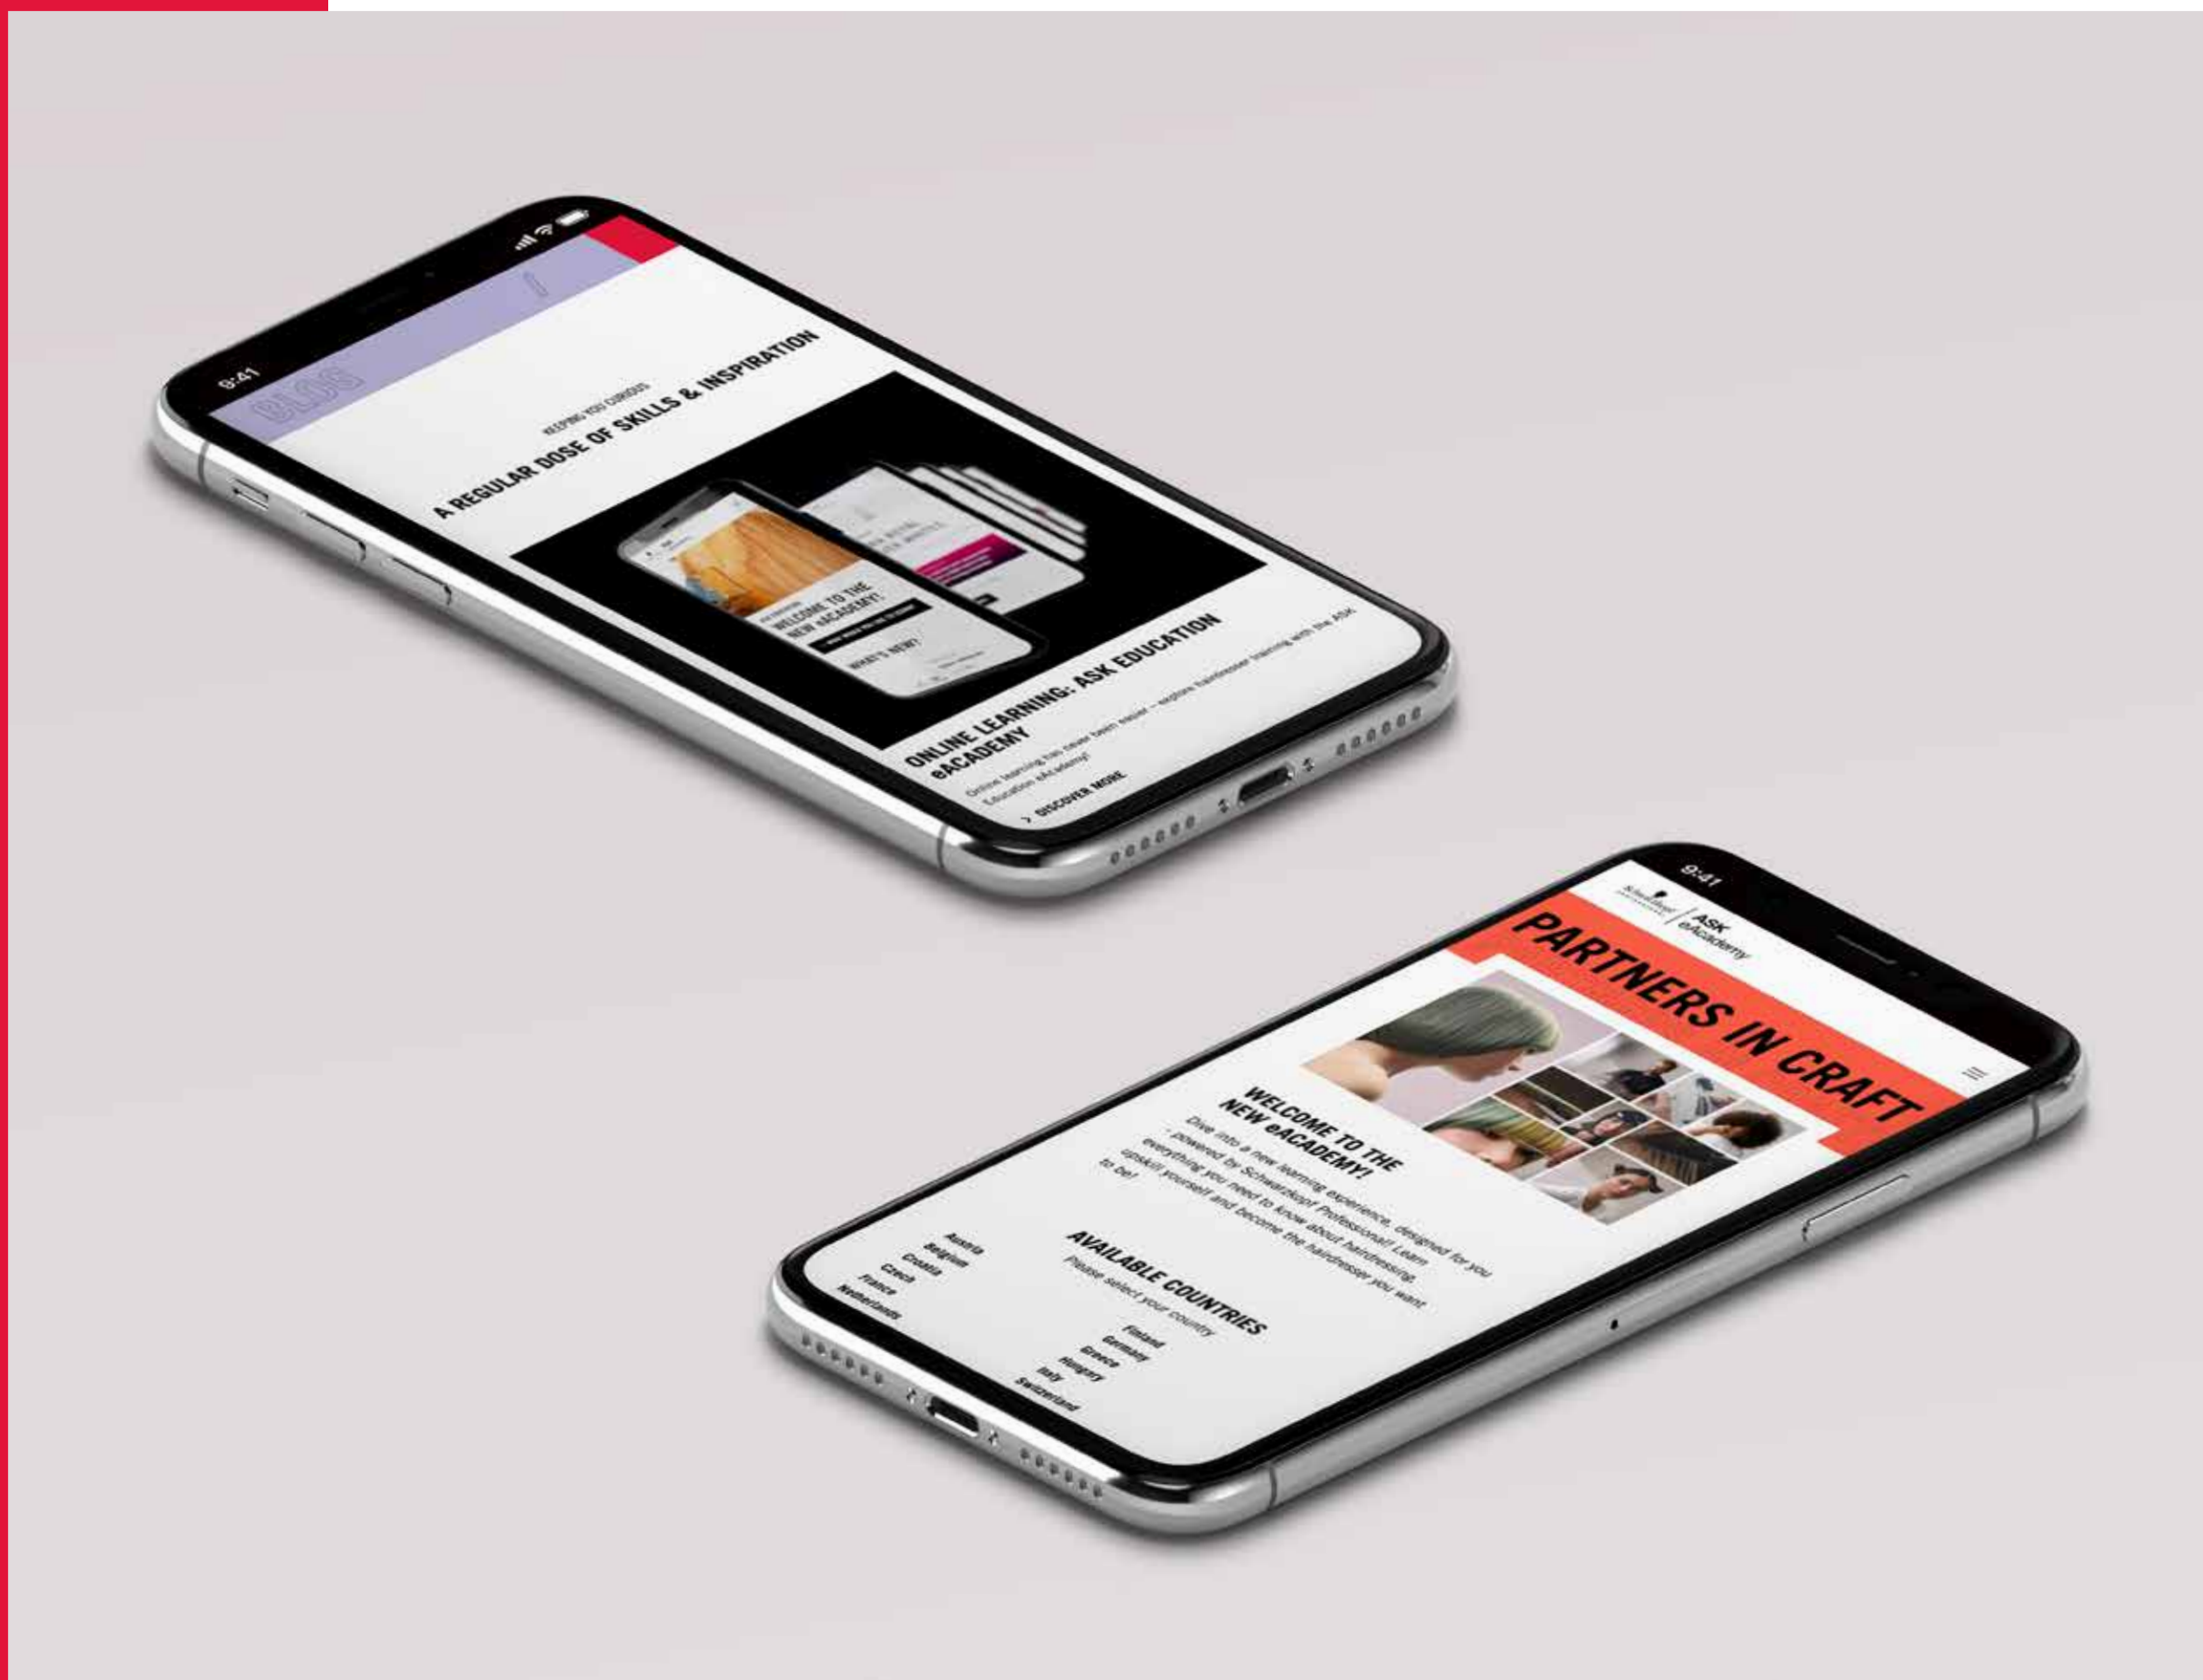 9:41
BLOG
KEEPING YOU CURIOUS
A REGULAR DOSE OF SKILLS & INSPIRATION
WELCOME TO THE
NEW eACADEMY!
WHAT'S NEW?
ONLINE LEARNING: ASK EDUCATION
eACADEMY
Online learning has never been easier – explore hairdresser training with the ASK
Education eAcademy!
> DISCOVER MORE
9:41
Schwarzkopf
PROFESSIONAL
ASK
eAcademy
PARTNERS IN CRAFT
WELCOME TO THE
NEW eACADEMY!
Dive into a new learning experience, designed for you
- powered by Schwarzkopf Professional! Learn
everything you need to know about hairdressing,
upskill yourself and become the hairdresser you want
to be!
AVAILABLE COUNTRIES
Please select your country
Austria
Belgium
Croatia
Czech
France
Netherlands
Finland
Germany
Greece
Hungary
Italy
Switzerland